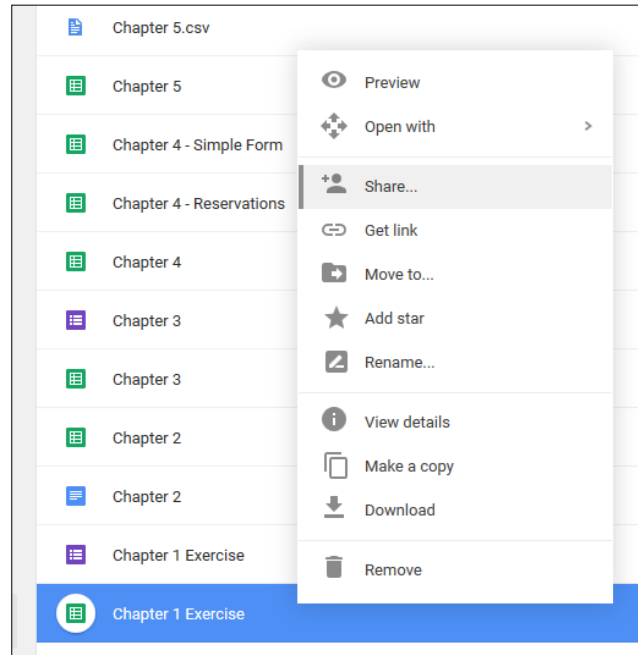 Chapter 5.csv
Chapter 5
Chapter 4 - Simple Form
Chapter 4 - Reservations
Chapter 4
Chapter 3
Chapter 3
Chapter 2
Chapter 2
Chapter 1 Exercise
Chapter 1 Exercise
Preview
Open with
Share...
Get link
Move to...
Add star
Rename...
View details
Make a copy
Download
Remove